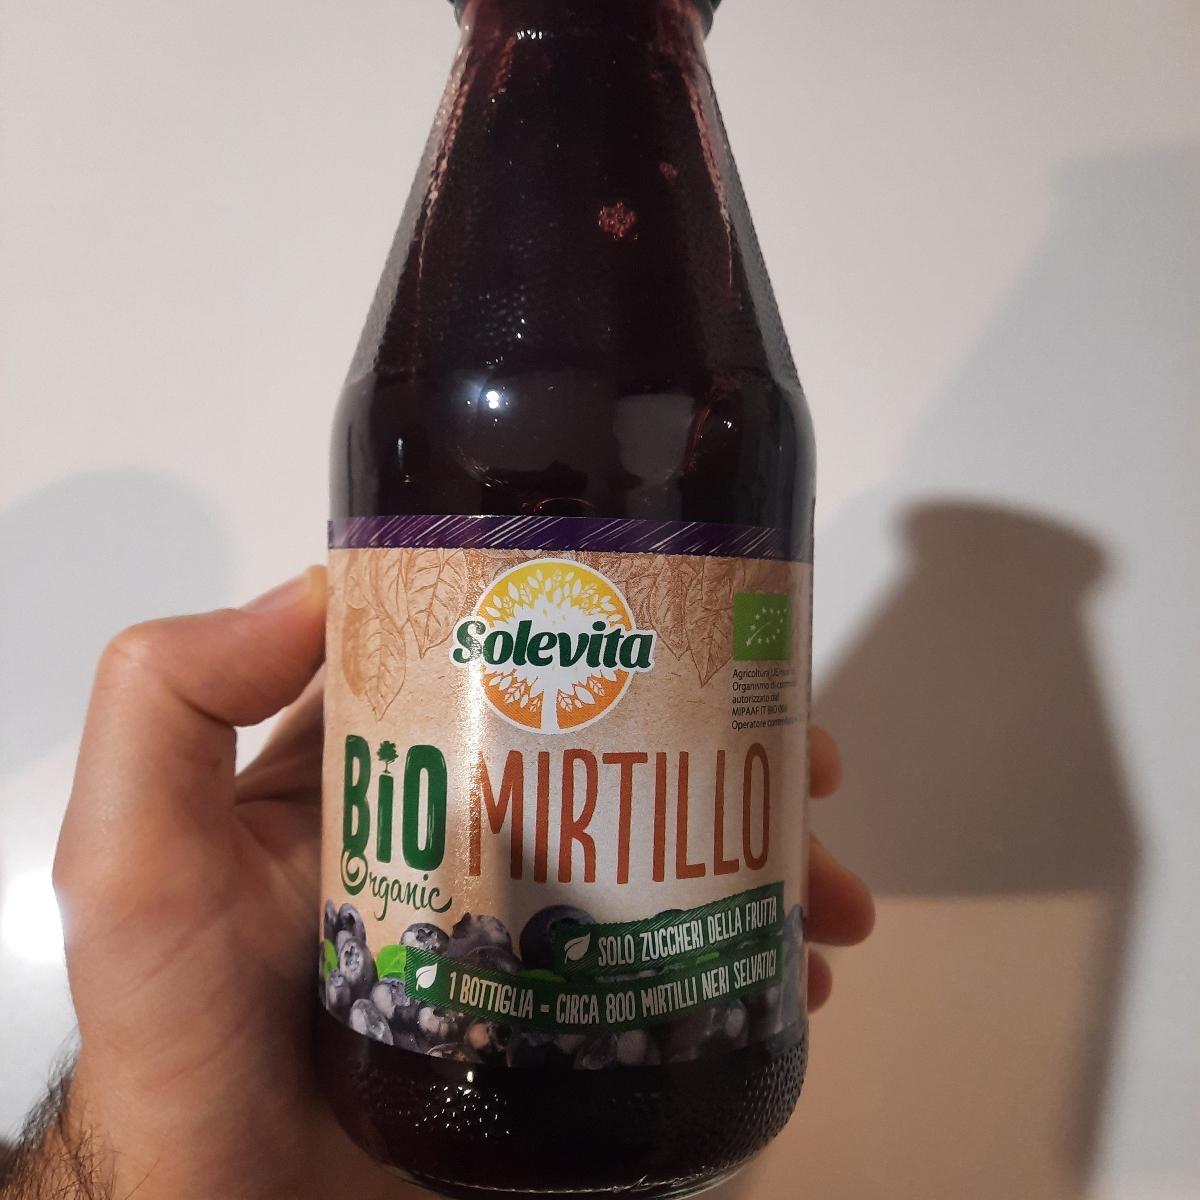 Solevita
Agricoltura UE
Organismo di
autorizzato dal
MIPAAF IT BIO
Operatore
BiO
Organic
MIRTILLO
SOLO ZUCCHERI DELLA FRUTTA
1 BOTTIGLIA = CIRCA 800 MIRTILLI NERI SELVATICI